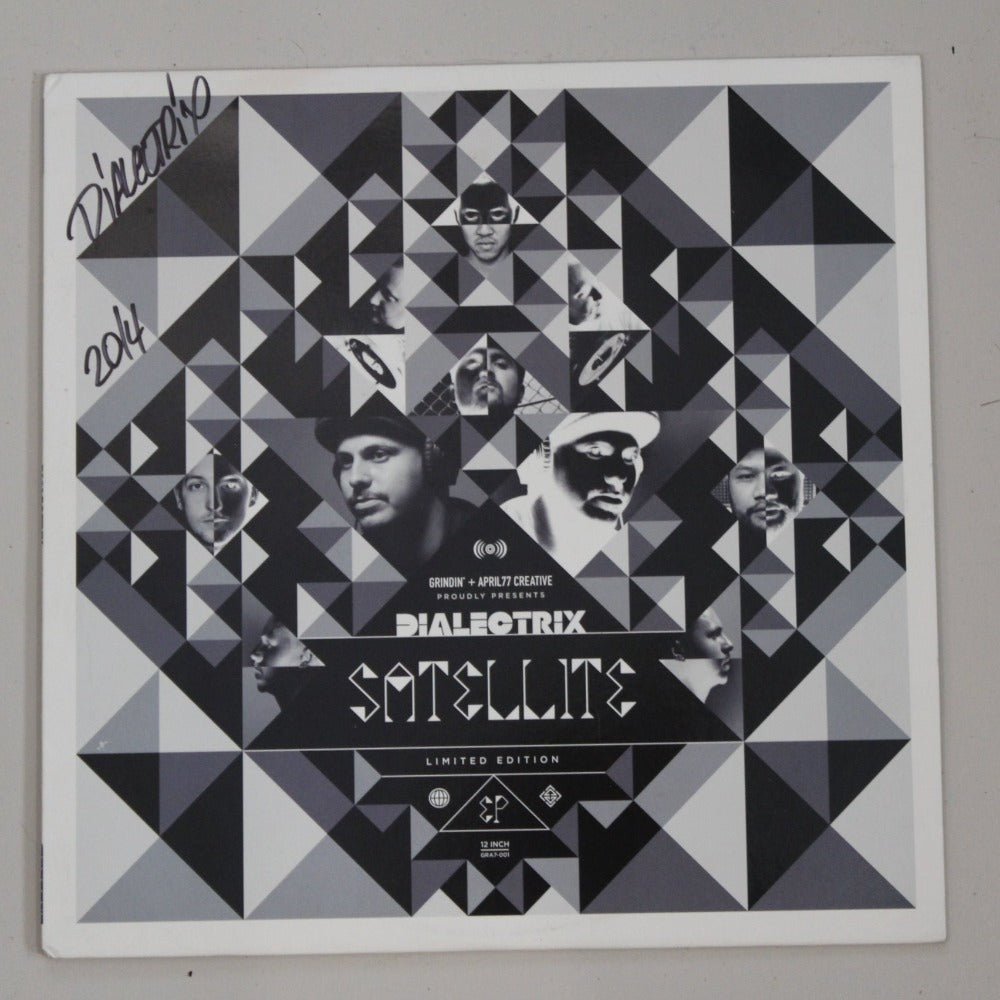 DiALECTRix
2014
GRINDIN' + APRIL77 CREATIVE
PROUDLY PRESENTS
DIALECTRIX
SATELLITE
LIMITED EDITION
EP
12 INCH
GRA7-001